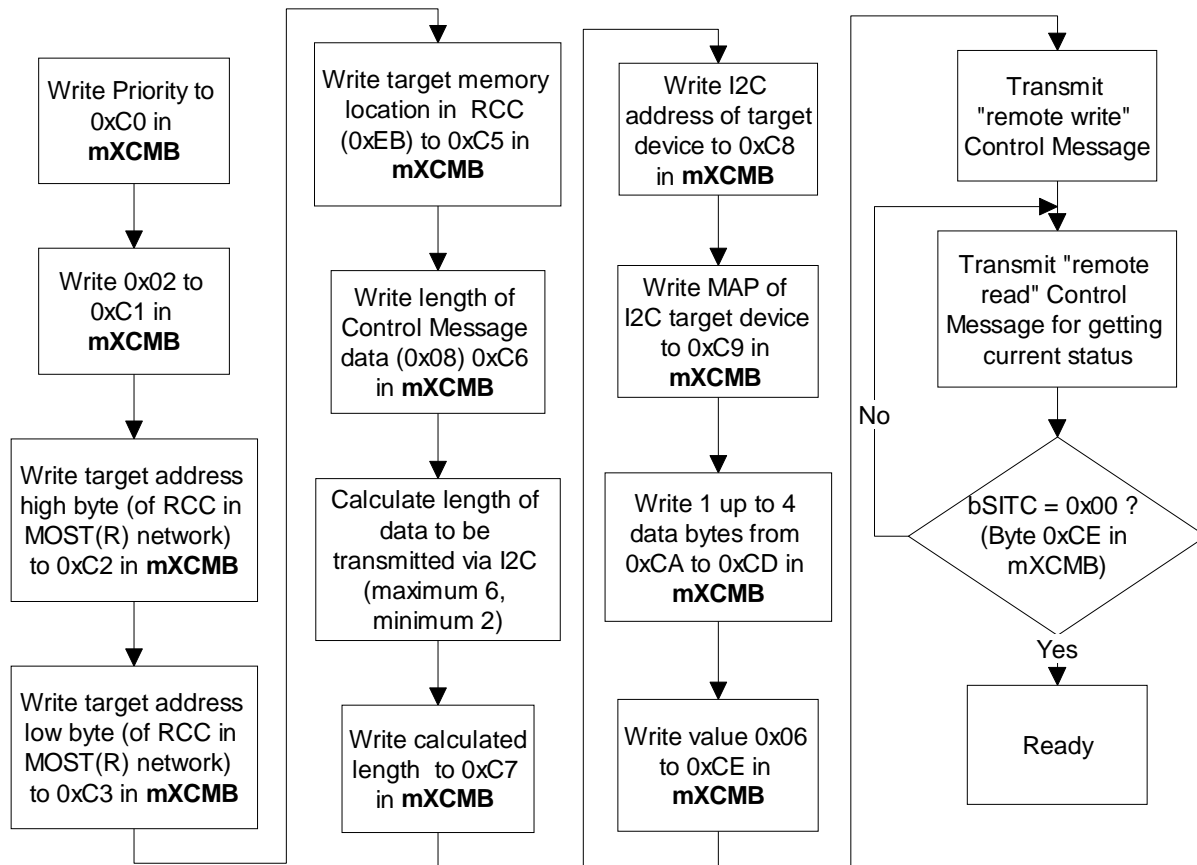 Write Priority to
0xC0 in
mXCMB
Write 0x02 to
0xC1 in
mXCMB
Write target address
high byte (of RCC in
MOST(R) network)
to 0xC2 in mXCMB
Write target address
low byte (of RCC in
MOST(R) network)
to 0xC3 in mXCMB
Write target memory
location in RCC
(0xEB) to 0xC5 in
mXCMB
Write length of
Control Message
data (0x08) 0xC6
in mXCMB
Calculate length of
data to be
transmitted via I2C
(maximum 6,
minimum 2)
Write calculated
length to 0xC7
in mXCMB
Write I2C
address of target
device to 0xC8
in mXCMB
Write MAP of
I2C target device
to 0xC9 in
mXCMB
Write 1 up to 4
data bytes from
0xCA to 0xCD in
mXCMB
Write value 0x06
to 0xCE in
mXCMB
Transmit
"remote write"
Control Message
Transmit "remote
read" Control
Message for getting
current status
No
bSITC = 0x00 ?
(Byte 0xCE in
mXCMB)
Yes
Ready